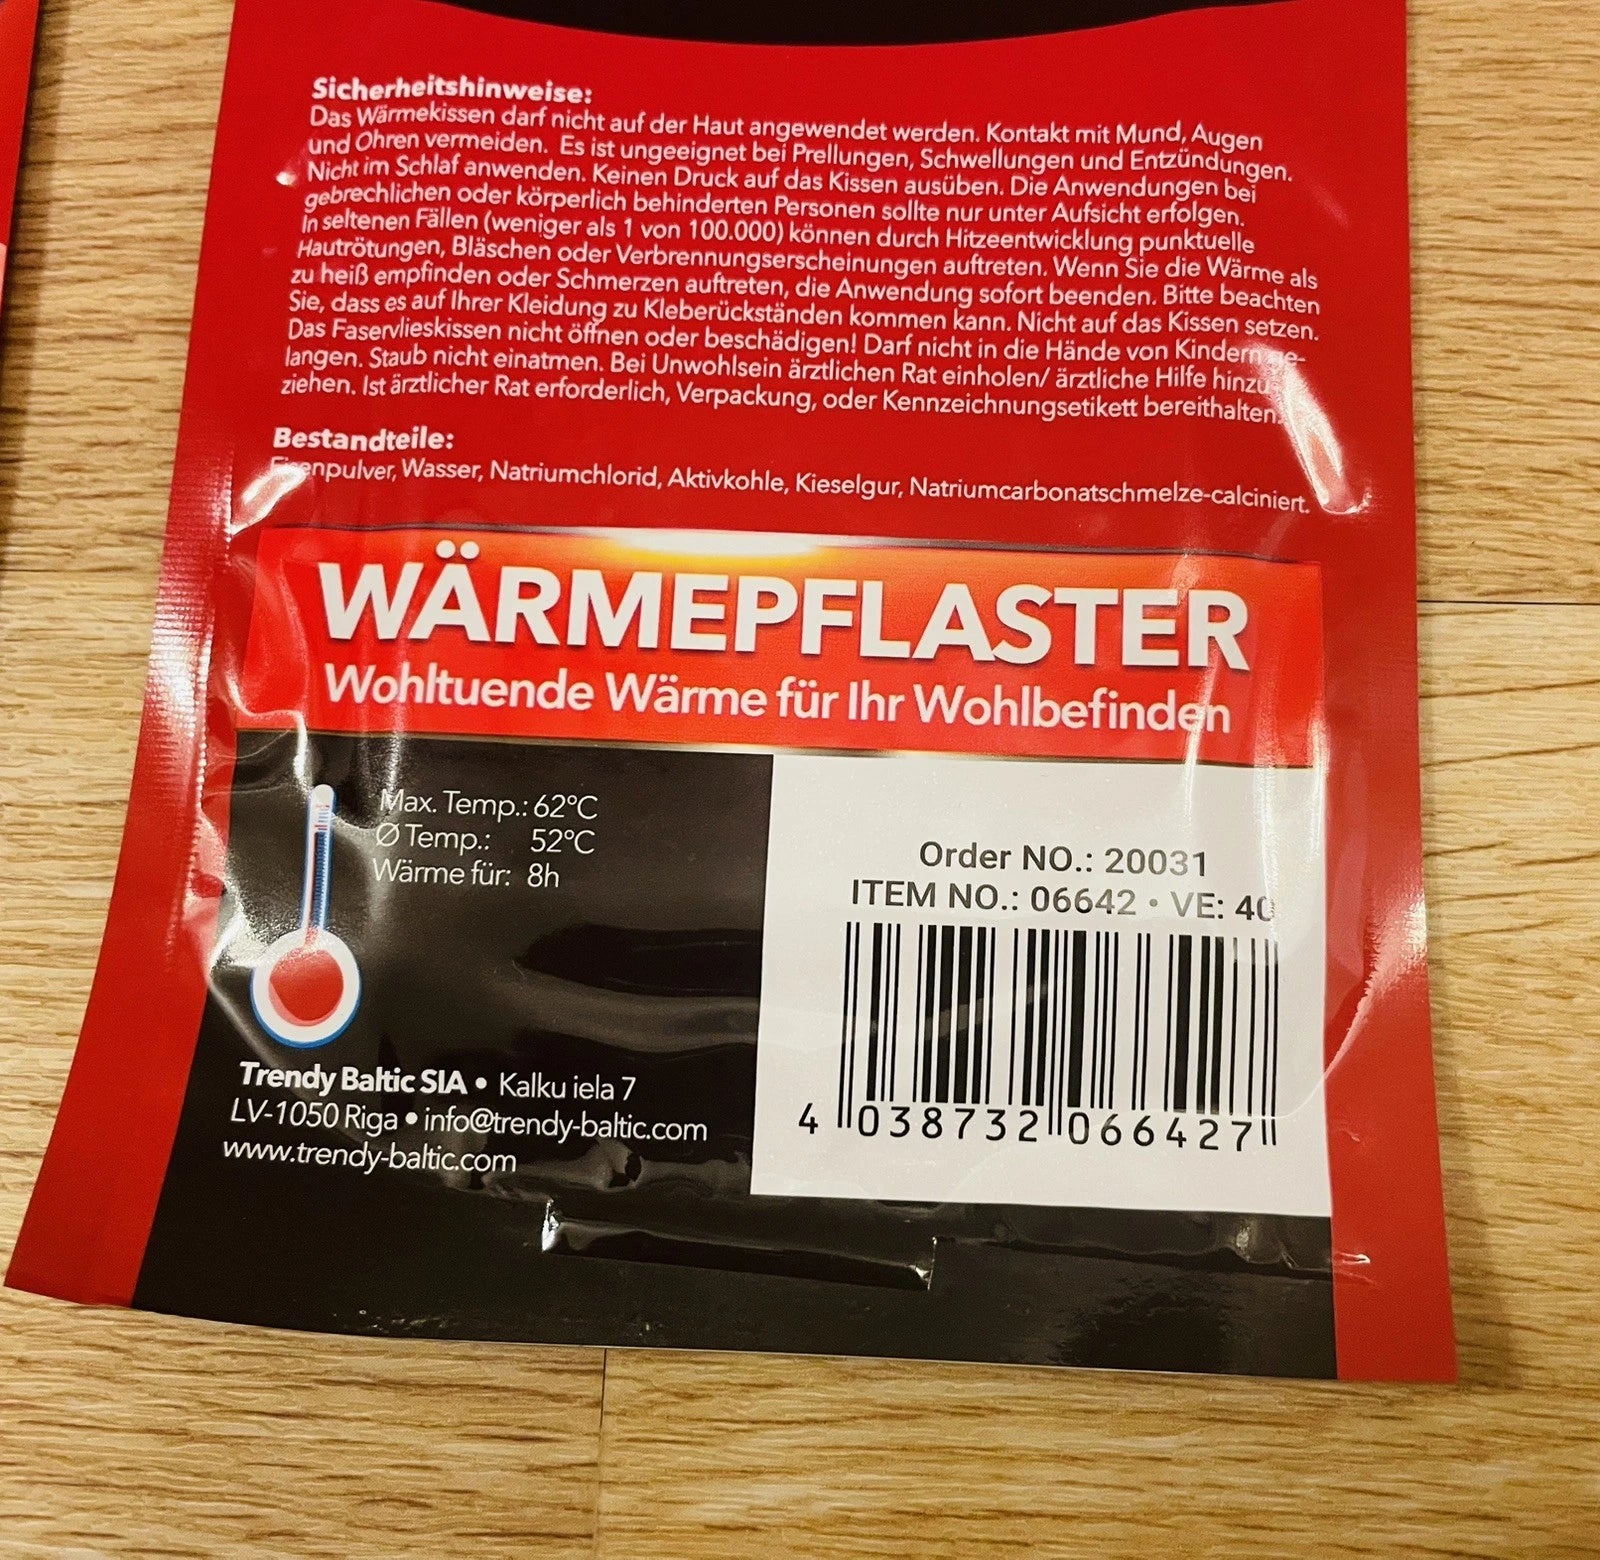 Sicherheitshinweise:
Das Wärmekissen darf nicht auf der Haut angewendet werden. Kontakt mit Mund, Augen
und Ohren vermeiden. Es ist ungeeignet bei Prellungen, Schwellungen und Entzündungen.
Nicht im Schlaf anwenden. Keinen Druck auf das Kissen ausüben. Die Anwendungen bei
gebrechlichen oder körperlich behinderten Personen sollte nur unter Aufsicht erfolgen.
In seltenen Fällen (weniger als 1 von 100.000) können durch Hitzeentwicklung punktuelle
Hautrötungen, Bläschen oder Verbrennungserscheinungen auftreten. Wenn Sie die Wärme als
zu heiß empfinden oder Schmerzen auftreten, die Anwendung sofort beenden. Bitte beachten
Sie, dass es auf Ihrer Kleidung zu Kleberückständen kommen kann. Nicht auf das Kissen setzen.
Das Faservlieskissen nicht öffnen oder beschädigen! Darf nicht in die Hände von Kindern ge-
langen. Staub nicht einatmen. Bei Unwohlsein ärztlichen Rat einholen/ ärztliche Hilfe hinzu-
ziehen. Ist ärztlicher Rat erforderlich, Verpackung, oder Kennzeichnungsetikett bereithalten.
Bestandteile:
Eisenpulver, Wasser, Natriumchlorid, Aktivkohle, Kieselgur, Natriumcarbonatschmelze-calciniert.
WÄRMEPFLASTER
Wohltuende Wärme für Ihr Wohlbefinden
Max. Temp.: 62°C
Ø Temp.: 52°C
Wärme für: 8h
Order NO.: 20031
ITEM NO.: 06642 • VE: 40
4 038732 066427
Trendy Baltic SIA • Kalku iela 7
LV-1050 Riga • info@trendy-baltic.com
www.trendy-baltic.com